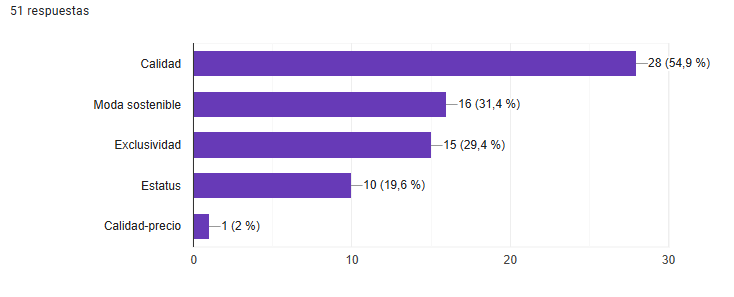 51 respuestas
Calidad 28 (54,9 %)
Moda sostenible 16 (31,4 %)
Exclusividad 15 (29,4 %)
Estatus 10 (19,6 %)
Calidad-precio 1 (2 %)
0 10 20 30